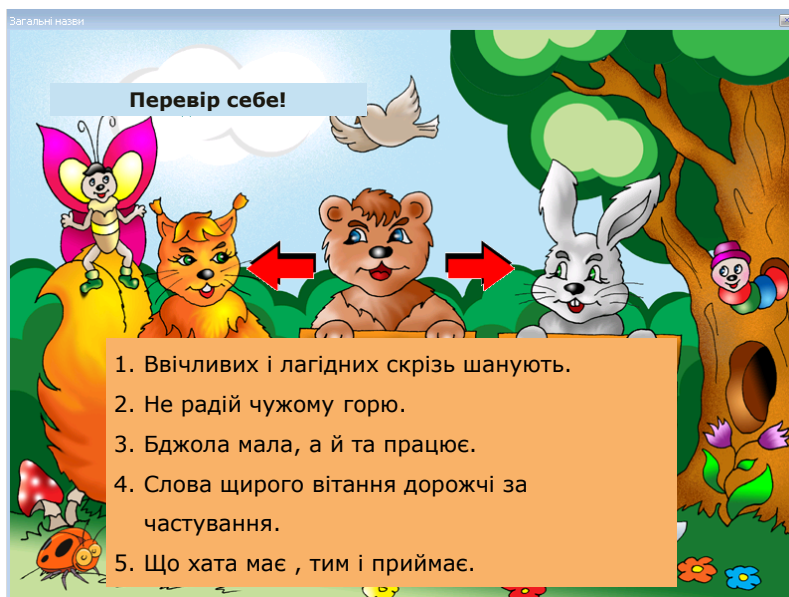 Загальні назви
Перевір себе!
1. Ввічливих і лагідних скрізь шанують.
2. Не радій чужому горю.
3. Бджола мала, а й та працює.
4. Слова щирого вітання дорожчі за
частування.
5. Що хата має , тим і приймає.